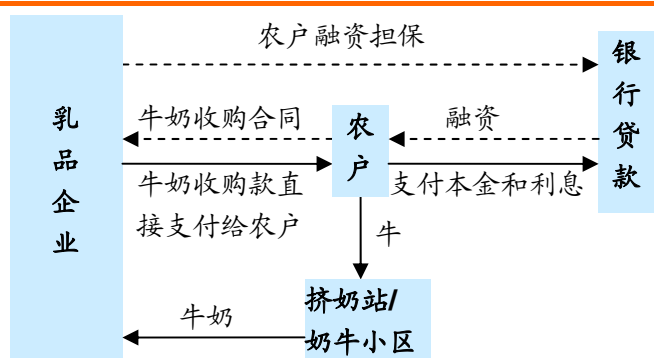 农户融资担保
银行贷款
乳品企业
牛奶收购合同
农户
融资
牛奶收购款直
接支付给农户
支付本金和利息
牛
挤奶站/
奶牛小区
牛奶